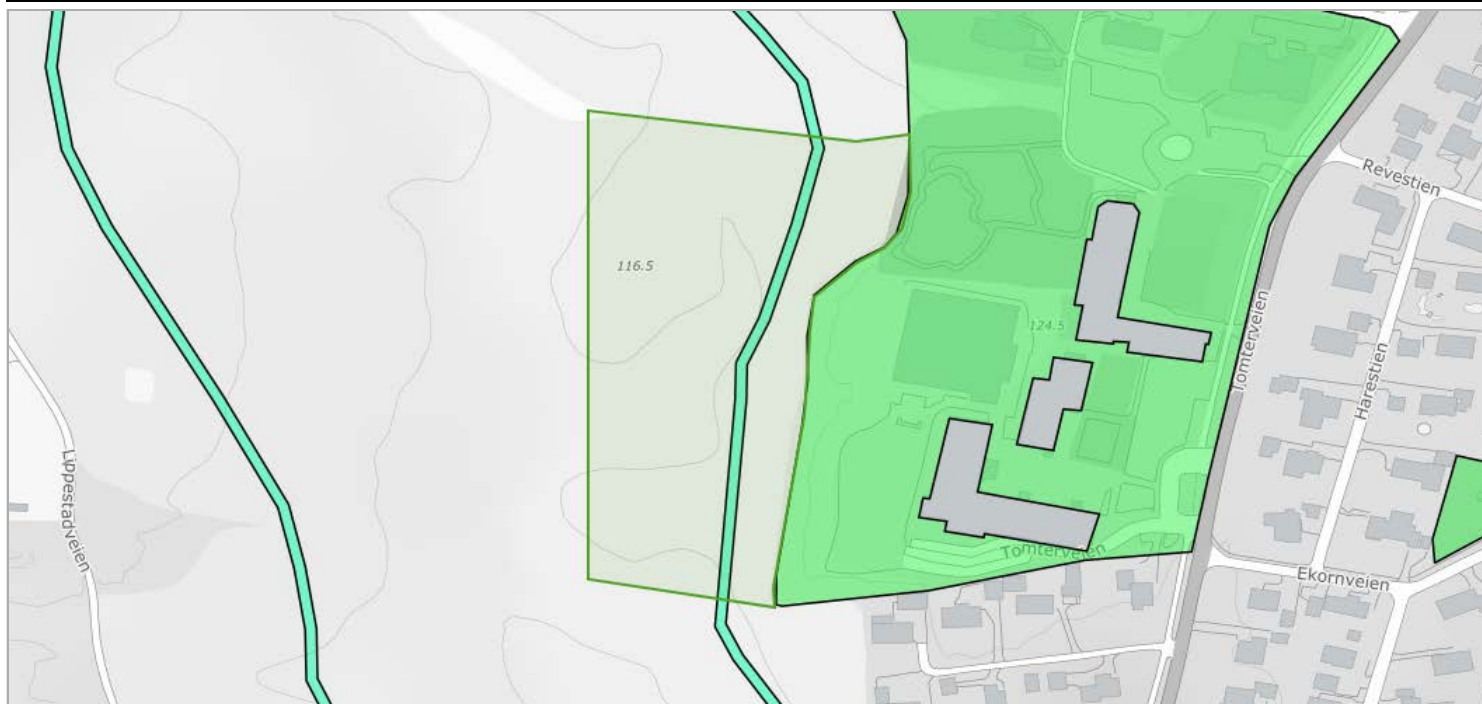 Revestien
116.5
124.5
Tomterveien
Harestien
Lippestadveien
Tomterveien
Ekornveien